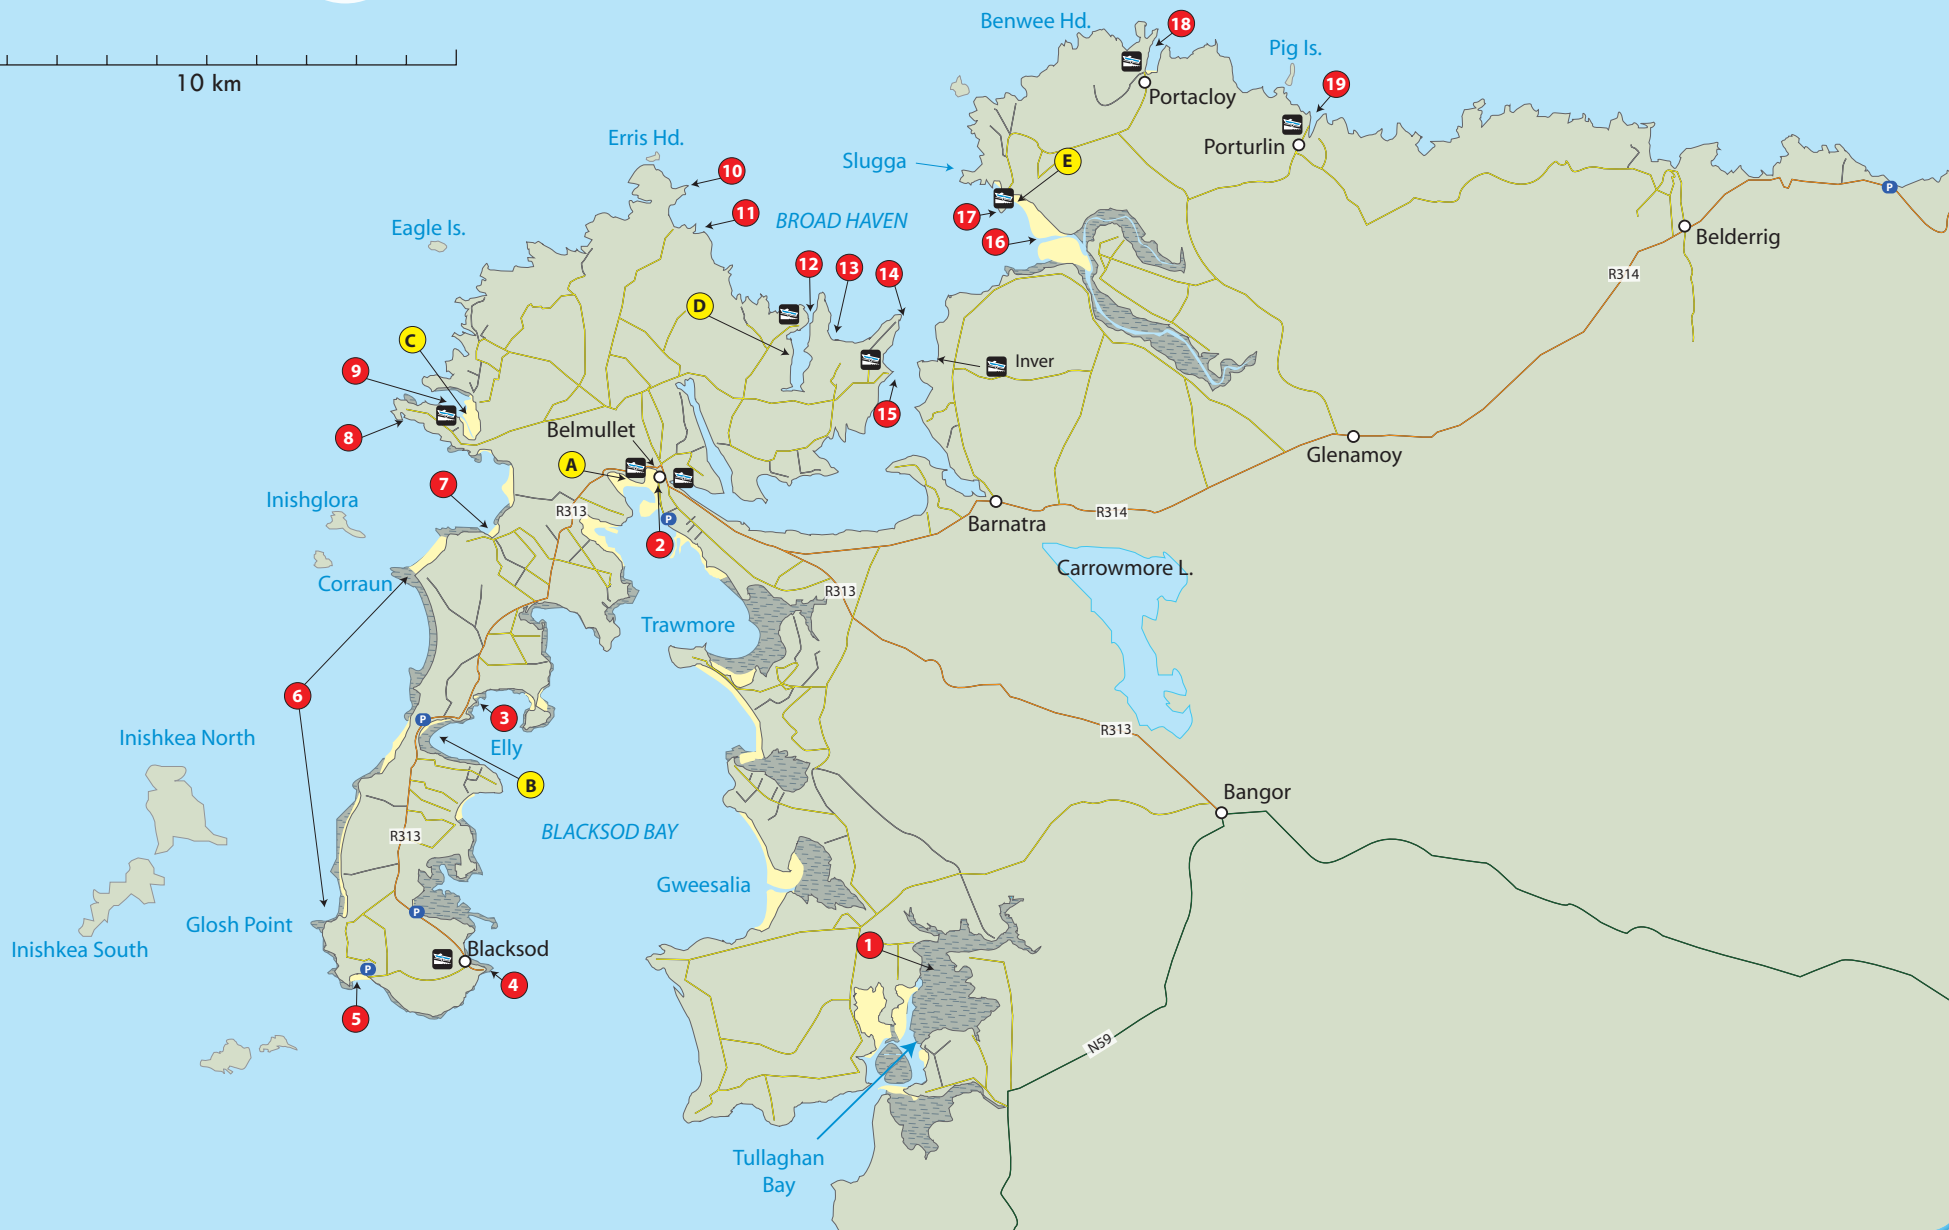 Benwee Hd.
18
Pig Is.
10 km
19
Portacloy
Erris Hd.
Porturlin
Slugga
E
10
P
11
BROAD HAVEN
17
Eagle Is.
16
Belderrig
12
13
14
R314
D
C
Inver
9
15
8
Belmullet
Glenamoy
A
7
Inishglora
R313
P
Barnatra
R314
2
Corraun
Carrowmore L.
R313
Trawmore
6
P
3
Inishkea North
Elly
R313
B
Bangor
BLACKSOD BAY
R313
Gweesalia
P
Glosh Point
Inishkea South
Blacksod
1
P
4
5
N59
Tullaghan
Bay